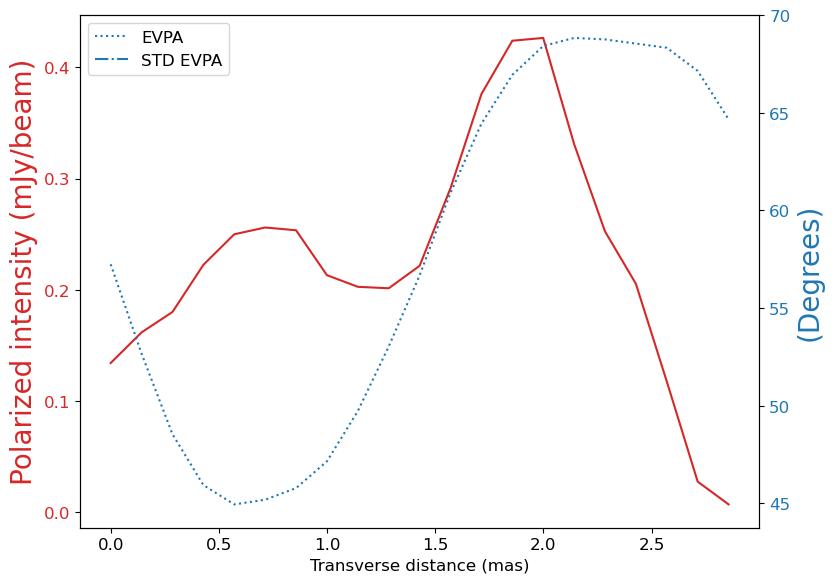 EVPA
STD EVPA
Polarized intensity (mJy/beam)
0.4
0.3
0.2
0.1
0.0
70
65
60
55
50
45
(Degrees)
0.0 0.5 1.0 1.5 2.0 2.5
Transverse distance (mas)